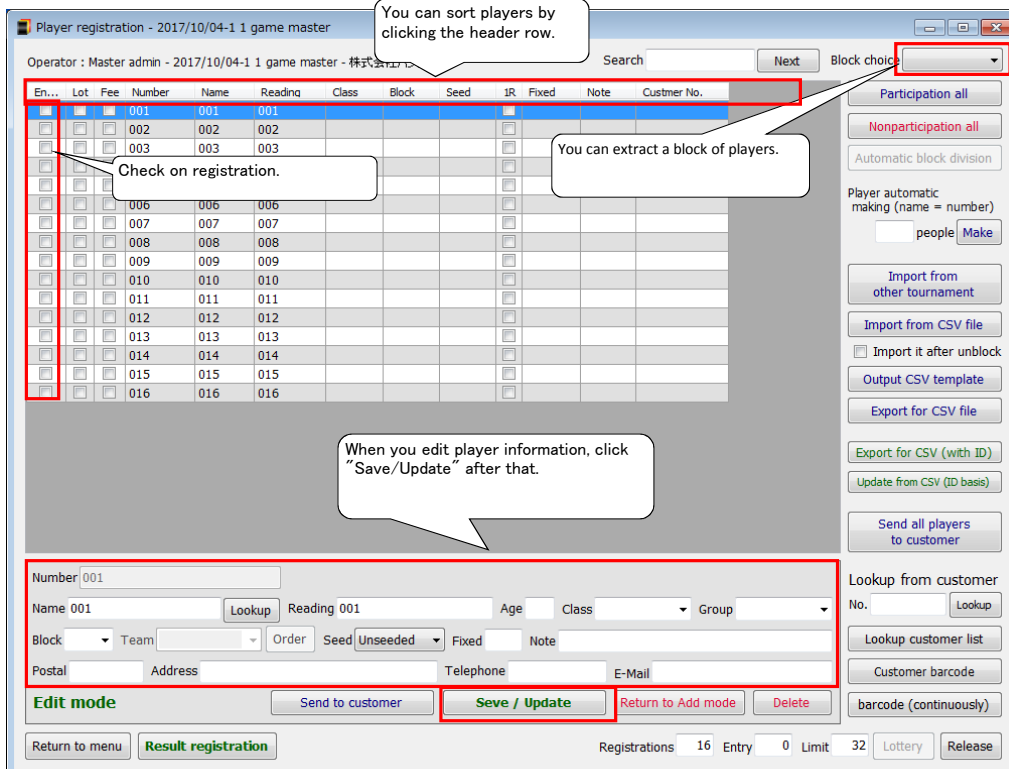 You can sort players by
clicking the header row.
Player registration - 2017/10/04-1 1 game master
Operator : Master admin - 2017/10/04-1 1 game master - 株式会社
Search Next Block choice
En... Lot Fee Number Name Reading Class Block Seed 1R Fixed Note Custmer No.
001 001 001
002 002 002
003 003 003
You can extract a block of players.
Check on registration.
006 006 006
007 007 007
008 008 008
009 009 009
010 010 010
011 011 011
012 012 012
013 013 013
014 014 014
015 015 015
016 016 016
Participation all
Nonparticipation all
Automatic block division
Player automatic
making (name = number)
people Make
Import from
other tournament
Import from CSV file
Import it after unblock
Output CSV template
Export for CSV file
Export for CSV (with ID)
Update from CSV (ID basis)
Send all players
to customer
When you edit player information, click
"Save/Update" after that.
Number 001
Name 001 Lookup Reading 001 Age Class Group
Block Team Order Seed Unseeded Fixed Note
Postal Address Telephone E-Mail
Lookup from customer
No. Lookup
Lookup customer list
Customer barcode
barcode (continuously)
Edit mode Send to customer Seve / Update Return to Add mode Delete
Return to menu Result registration Registrations 16 Entry 0 Limit 32 Lottery Release